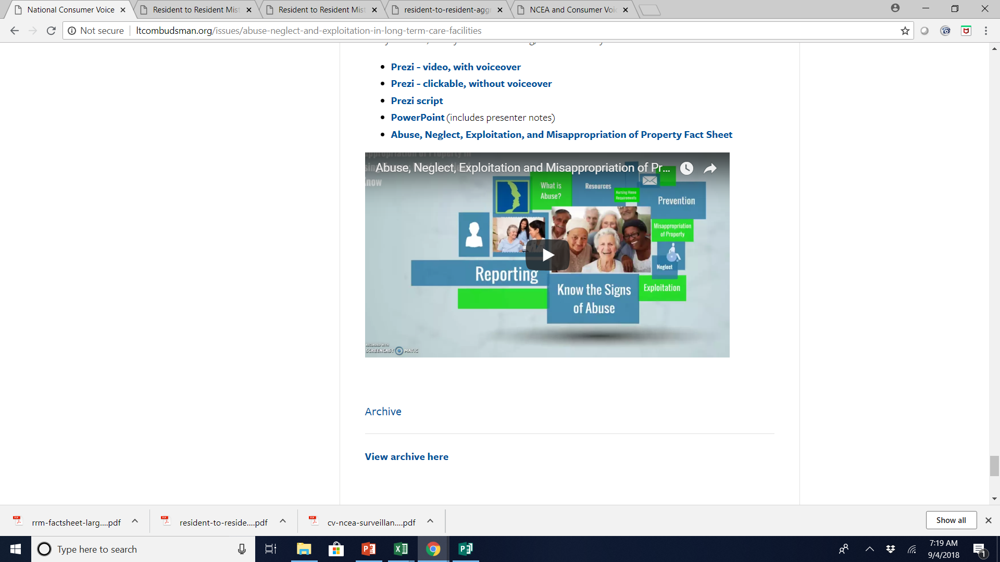 National Consumer Voice
Resident to Resident Mist
Resident to Resident Mist
resident-to-resident-agg
NCEA and Consumer Voi
Not secure
ltcombudsman.org/issues/abuse-neglect-and-exploitation-in-long-term-care-facilities
Prezi - video, with voiceover
Prezi - clickable, without voiceover
Prezi script
PowerPoint (includes presenter notes)
Abuse, Neglect, Exploitation, and Misappropriation of Property Fact Sheet
Abuse, Neglect, Exploitation and Misappropriation of Pr...
Know
What is
Abuse?
Resources
Nursing Home
Requirements
Prevention
Misappropriation
of Property
Neglect
Exploitation
Reporting
Know the Signs
of Abuse
RECORDED WITH
SCREENCAST MATIC
Archive
View archive here
rrm-factsheet-larg....pdf
resident-to-reside....pdf
cv-ncea-surveillan....pdf
Show all
Type here to search
7:19 AM
9/4/2018
1